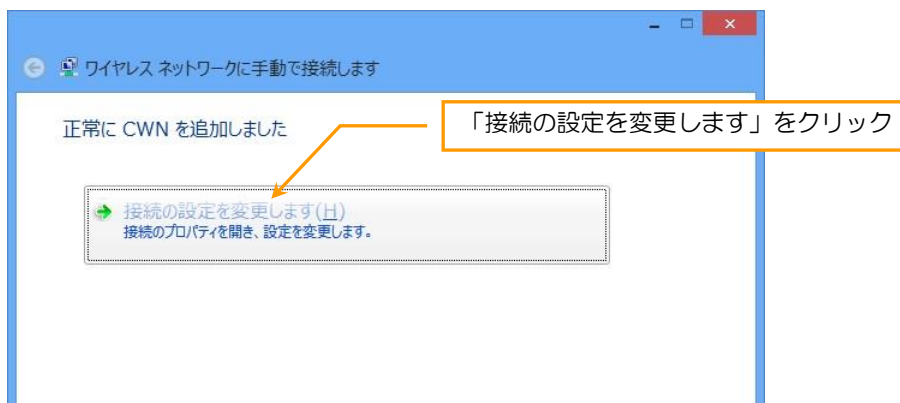 ワイヤレス ネットワークに手動で接続します
正常に CWN を追加しました
「接続の設定を変更します」をクリック
接続の設定を変更します(H)
接続のプロパティを開き、設定を変更します。